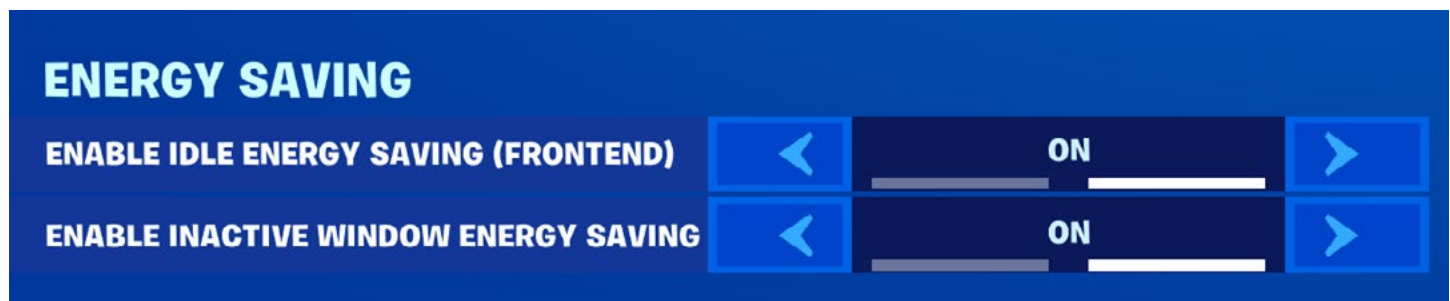 ENERGY SAVING
ENABLE IDLE ENERGY SAVING (FRONTEND) ON
ENABLE INACTIVE WINDOW ENERGY SAVING ON